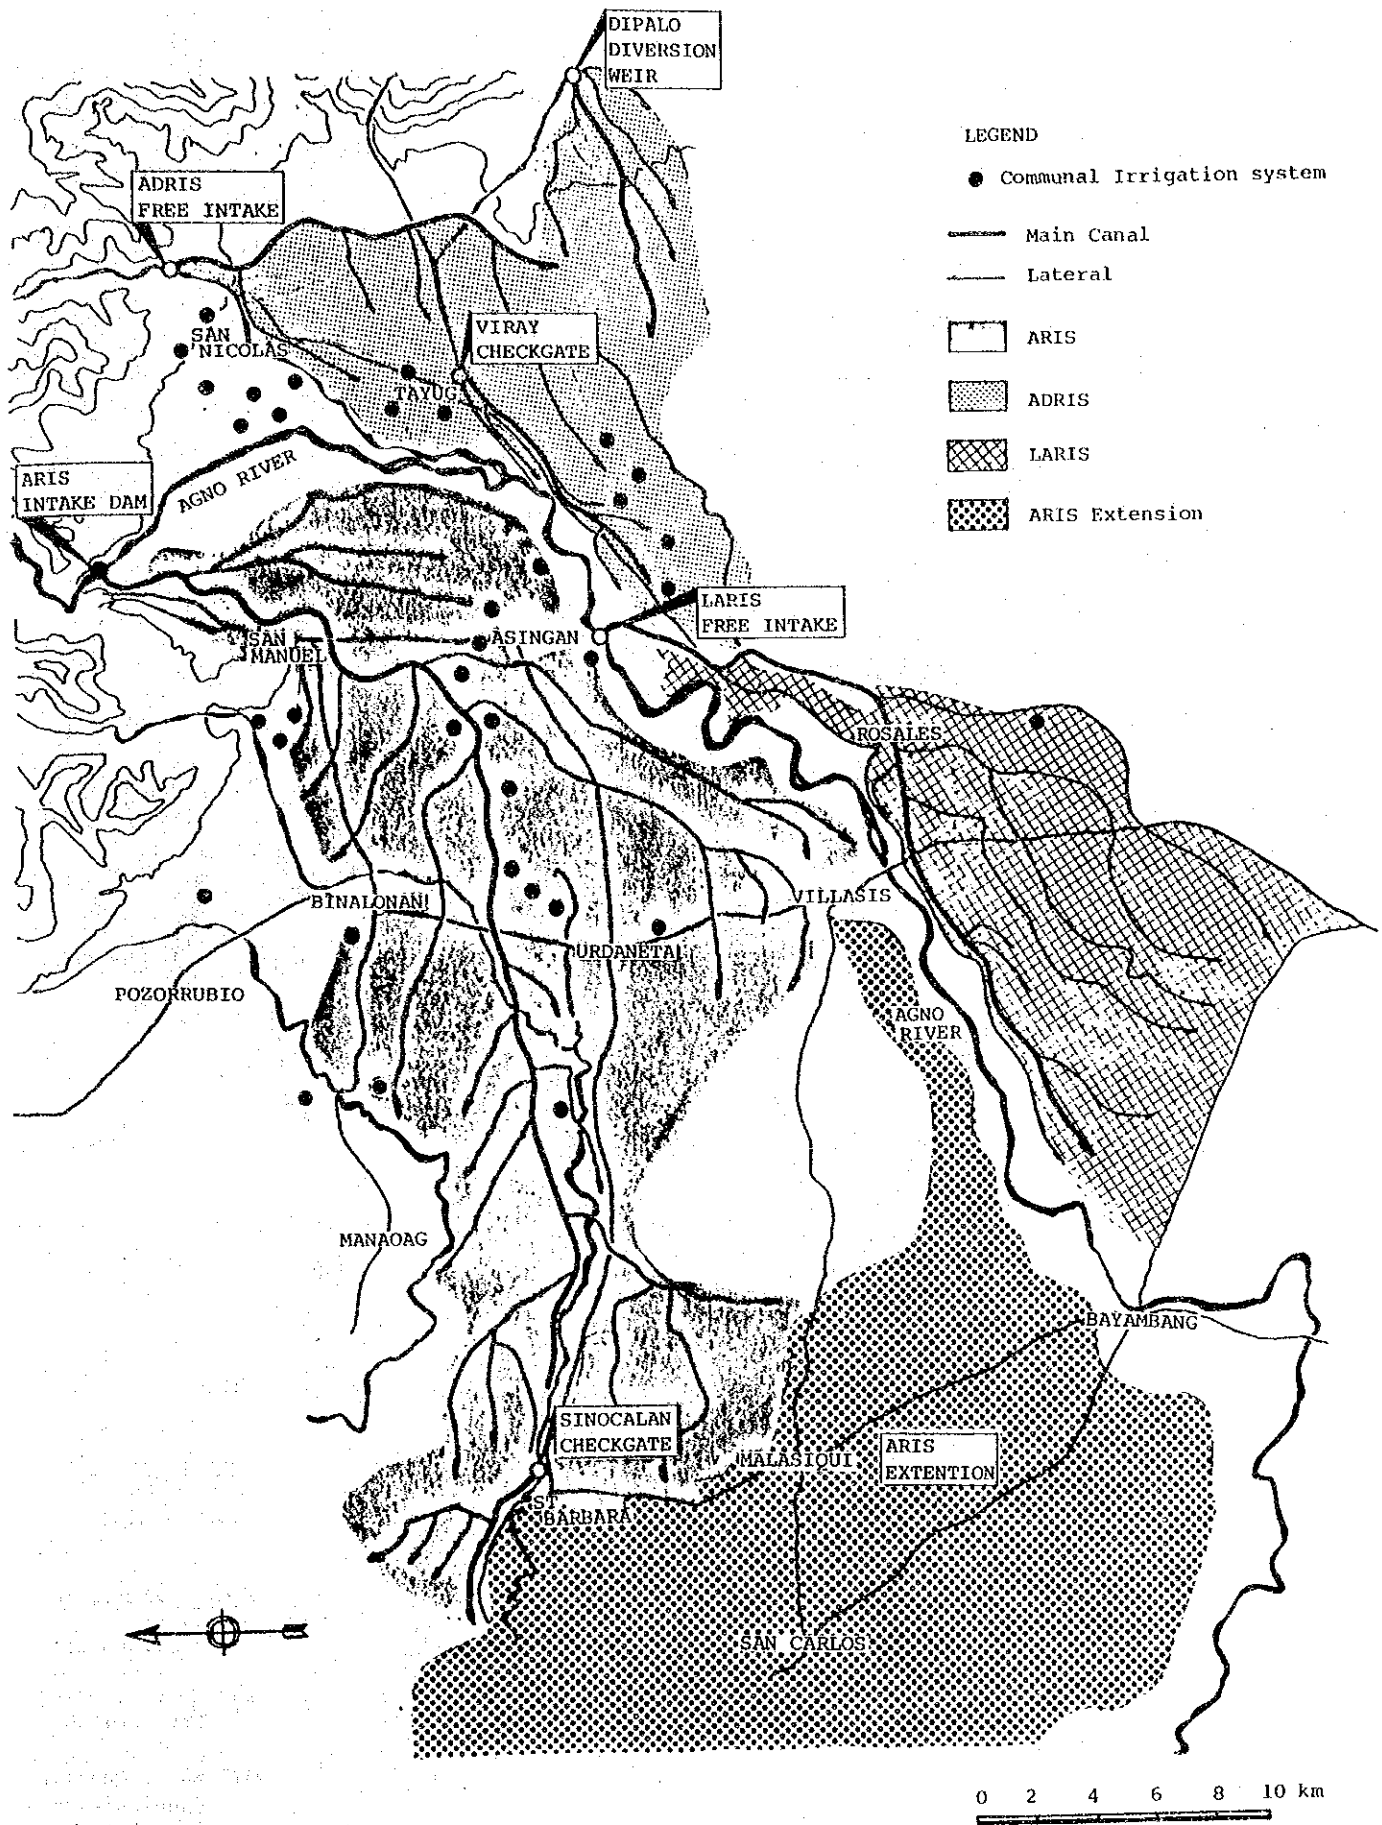 DIPALO
DIVERSION
WEIR
LEGEND
Communal Irrigation system
Main Canal
Lateral
ARIS
ADRIS
LARIS
ARIS Extension
ADRIS
FREE INTAKE
SAN
NICOLAS
VIRAY
CHECKGATE
TAYUG
AGNO RIVER
ARIS
INTAKE DAM
LARIS
FREE INTAKE
SAN
MANUEL
ASINGAN
ROSALES
BINALONAN
VILLASIS
URDANETA
POZORRUBIO
AGNO
RIVER
MANAOAG
BAYAMBANG
SINOCALAN
CHECKGATE
MALASIQUI
ARIS
EXTENTION
ST
BARBARA
SAN CARLOS
0 2 4 6 8 10 km